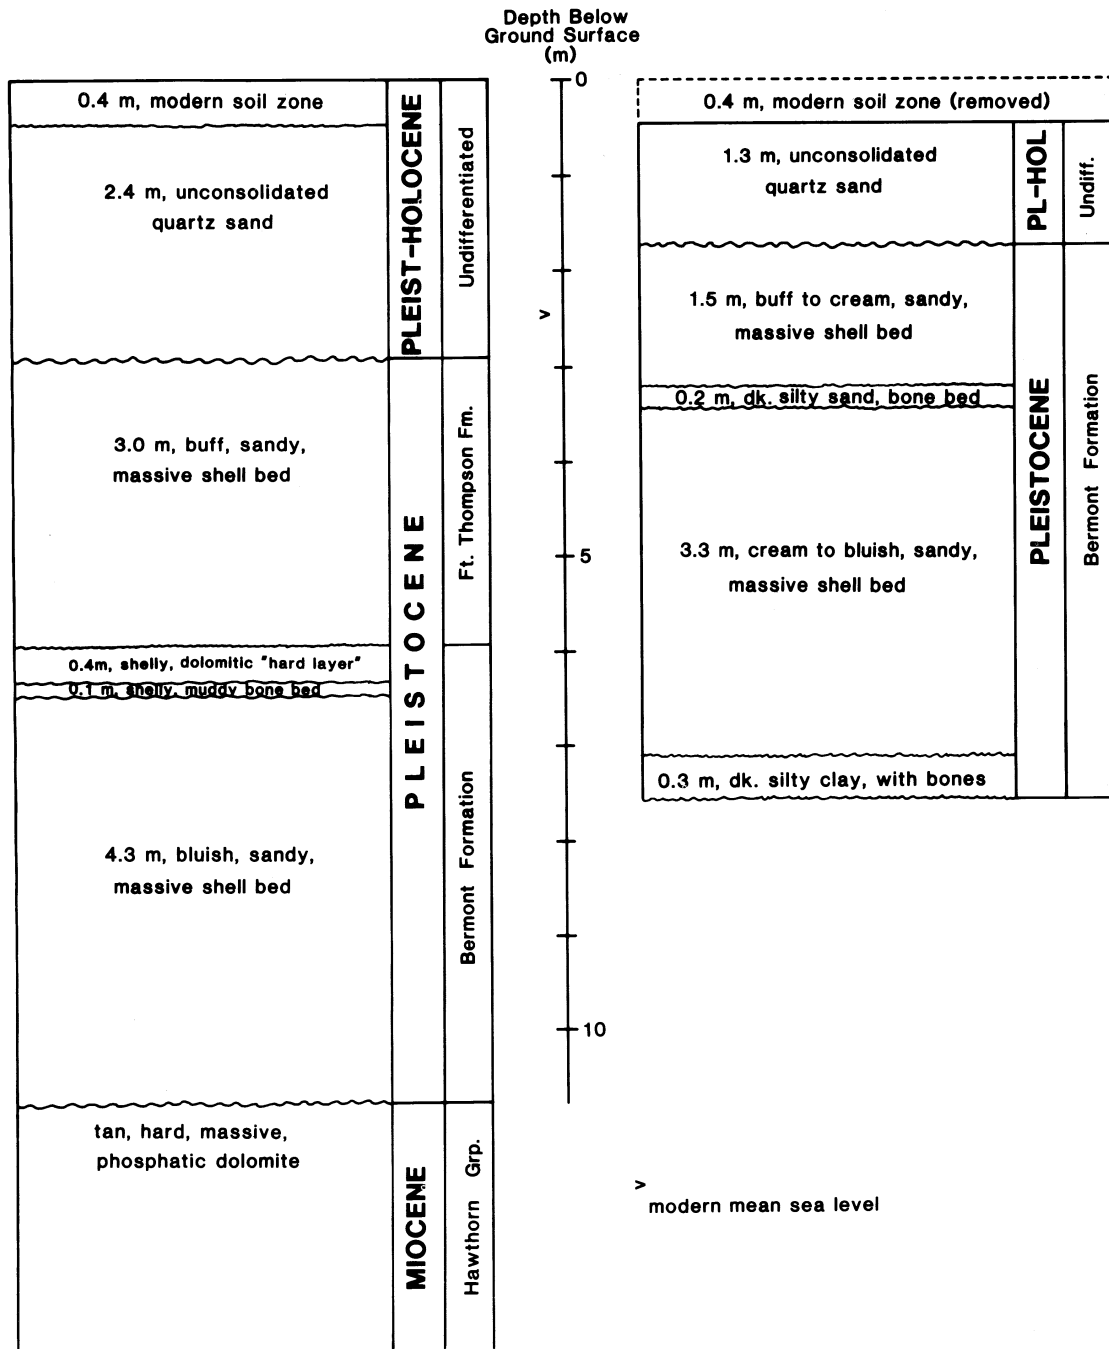 Depth Below
Ground Surface
(m)
0.4 m, modern soil zone
2.4 m, unconsolidated
quartz sand
3.0 m, buff, sandy,
massive shell bed
0.4m, shelly, dolomitic "hard layer"
0.1 m, shelly, muddy bone bed
4.3 m, bluish, sandy,
massive shell bed
tan, hard, massive,
phosphatic dolomite
PLEIST-HOLOCENE
PLEISTOCENE
MIOCENE
Undifferentiated
Ft. Thompson Fm.
Bermont Formation
Hawthorn Grp.
0
5
10
>
0.4 m, modern soil zone (removed)
1.3 m, unconsolidated
quartz sand
1.5 m, buff to cream, sandy,
massive shell bed
0.2 m, dk. silty sand, bone bed
3.3 m, cream to bluish, sandy,
massive shell bed
0.3 m, dk. silty clay, with bones
PL-HOL
PLEISTOCENE
Undiff.
Bermont Formation
>
modern mean sea level